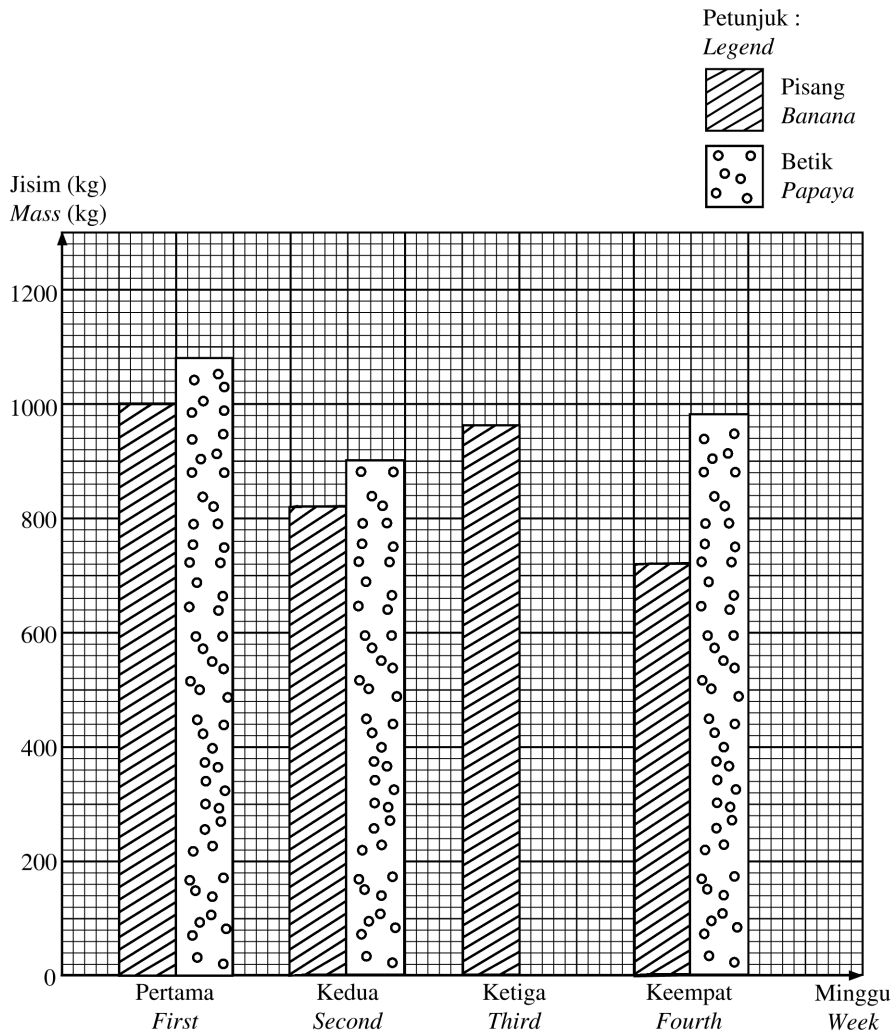 Petunjuk :
Legend
Pisang
Banana
Betik
Papaya
Jisim (kg)
Mass (kg)
1200
1000
800
600
400
200
0
Pertama
First
Kedua
Second
Ketiga
Third
Keempat
Fourth
Minggu
Week